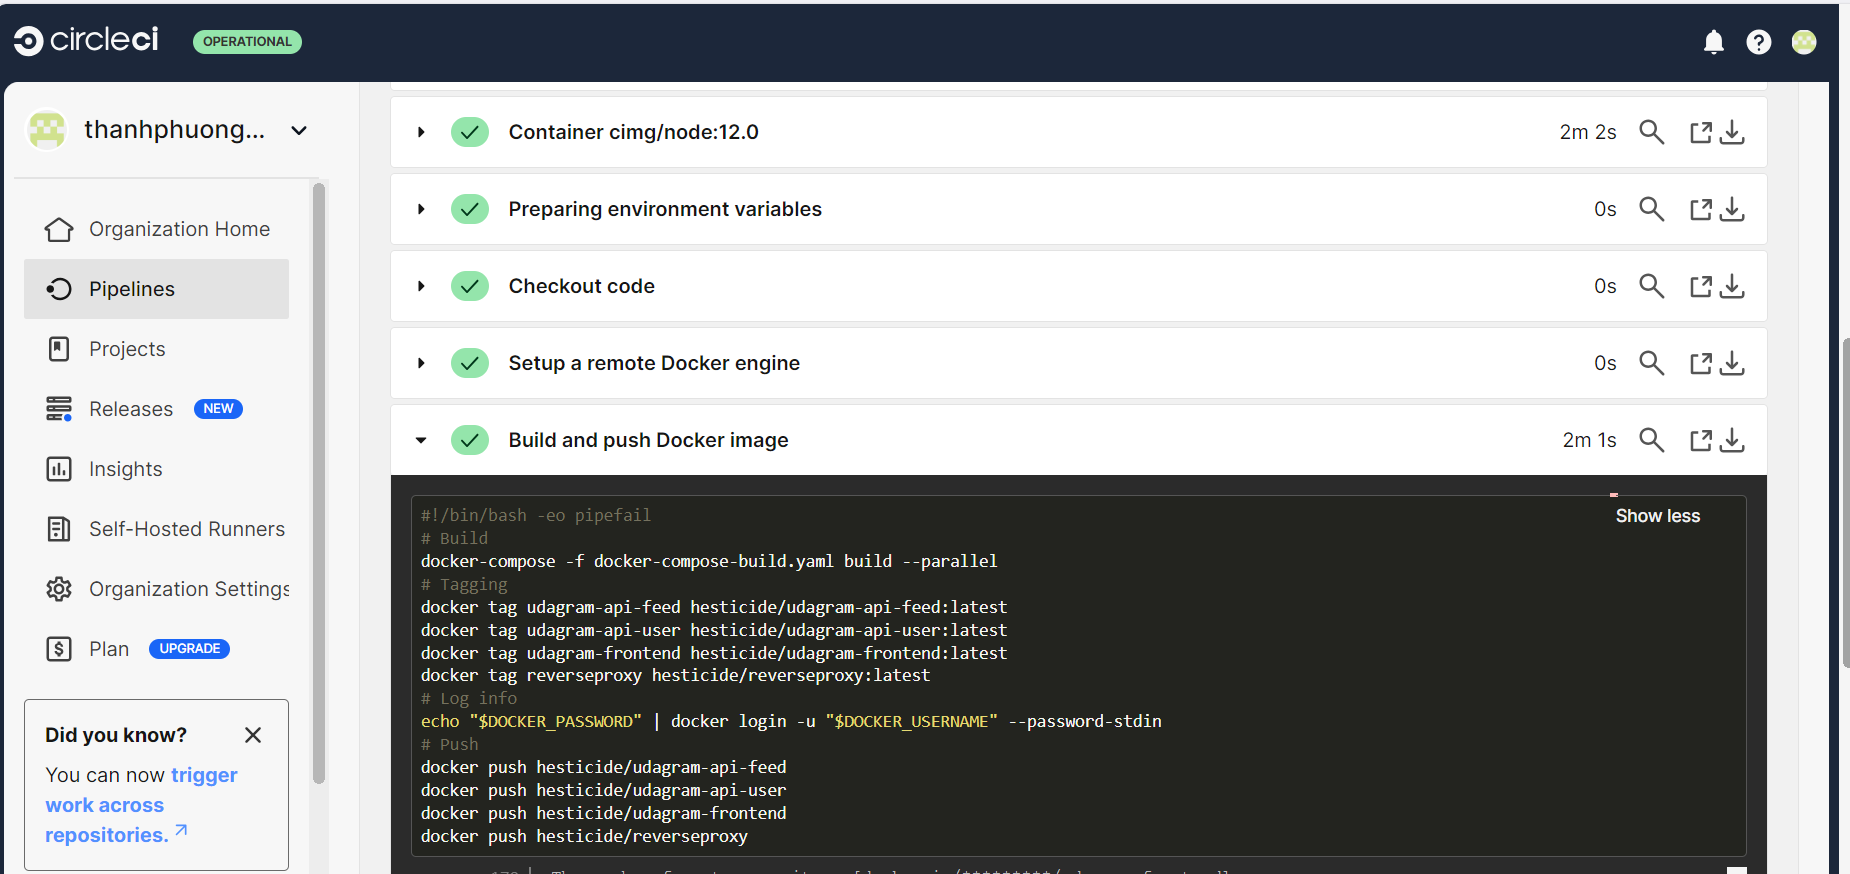 circleci
OPERATIONAL
thanhphuong...
Organization Home
Pipelines
Projects
Releases NEW
Insights
Self-Hosted Runners
Organization Settings
Plan UPGRADE
Did you know?
You can now trigger
work across
repositories.
Container cimg/node:12.0 2m 2s
Preparing environment variables 0s
Checkout code 0s
Setup a remote Docker engine 0s
Build and push Docker image 2m 1s
Show less
#!/bin/bash -eo pipefail
# Build
docker-compose -f docker-compose-build.yaml build --parallel
# Tagging
docker tag udagram-api-feed hesticide/udagram-api-feed:latest
docker tag udagram-api-user hesticide/udagram-api-user:latest
docker tag udagram-frontend hesticide/udagram-frontend:latest
docker tag reverseproxy hesticide/reverseproxy:latest
# Log info
echo "$DOCKER_PASSWORD" | docker login -u "$DOCKER_USERNAME" --password-stdin
# Push
docker push hesticide/udagram-api-feed
docker push hesticide/udagram-api-user
docker push hesticide/udagram-frontend
docker push hesticide/reverseproxy